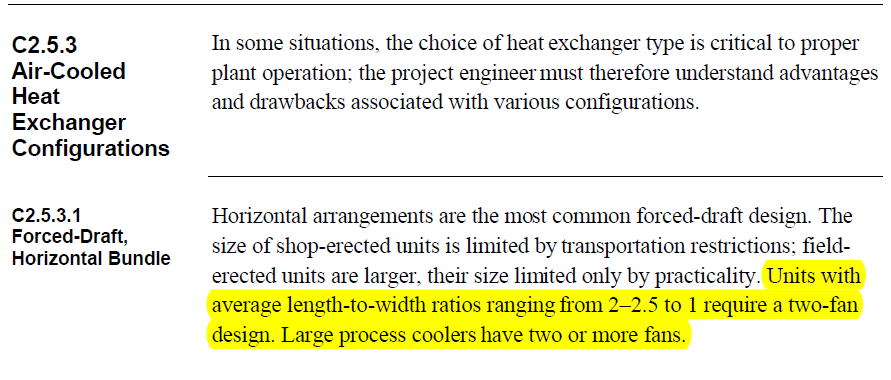 C2.5.3
Air-Cooled
Heat
Exchanger
Configurations
In some situations, the choice of heat exchanger type is critical to proper
plant operation; the project engineer must therefore understand advantages
and drawbacks associated with various configurations.
C2.5.3.1
Forced-Draft,
Horizontal Bundle
Horizontal arrangements are the most common forced-draft design. The
size of shop-erected units is limited by transportation restrictions; field-
erected units are larger, their size limited only by practicality. Units with
average length-to-width ratios ranging from 2–2.5 to 1 require a two-fan
design. Large process coolers have two or more fans.